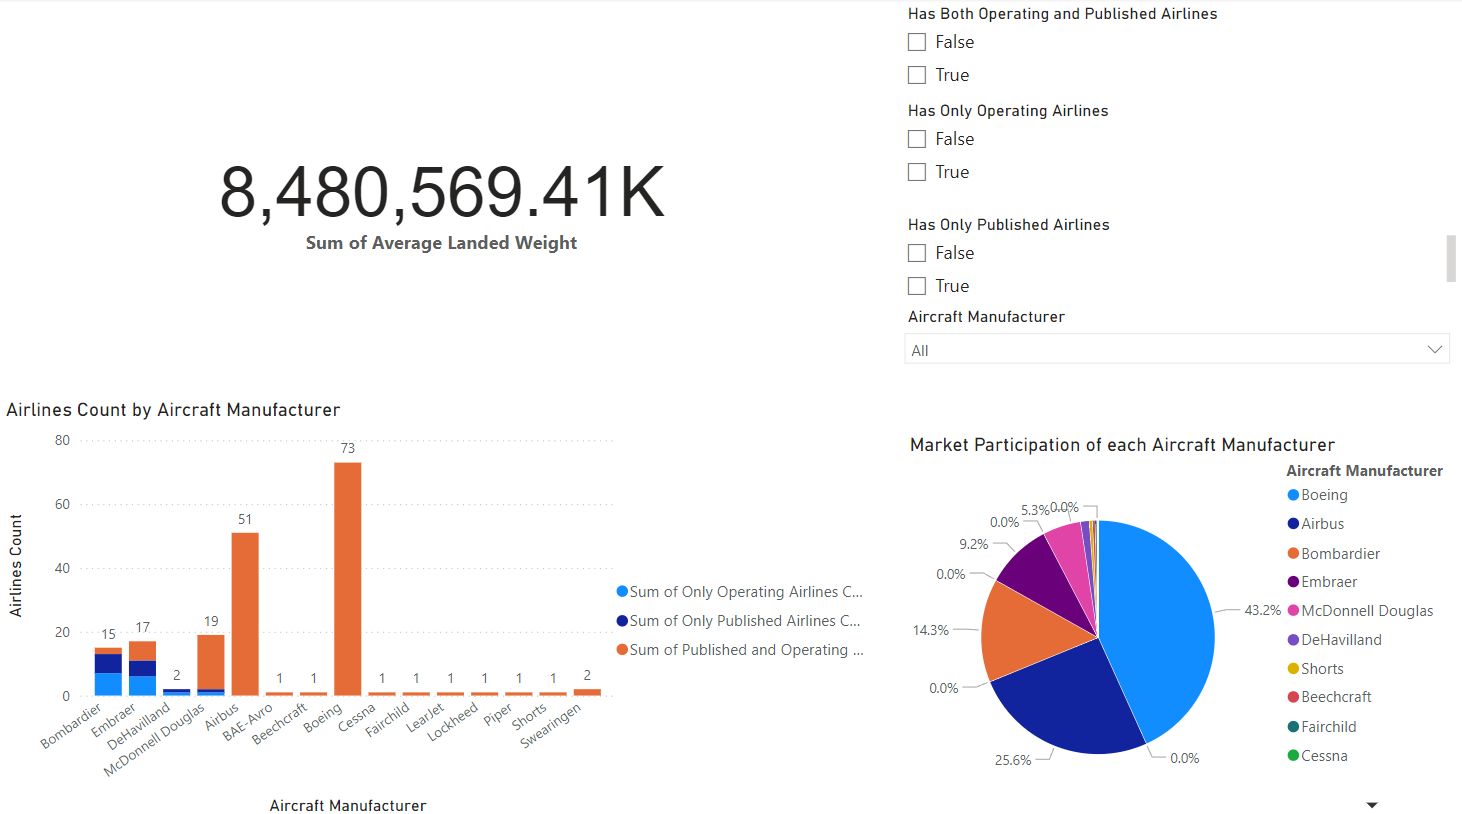 8,480,569.41K
Sum of Average Landed Weight
Has Both Operating and Published Airlines
False
True
Has Only Operating Airlines
False
True
Has Only Published Airlines
False
True
Aircraft Manufacturer
All
Airlines Count by Aircraft Manufacturer
Airlines Count
80
60
40
20
0
15
17
2
19
51
1
1
73
1
1
1
1
1
1
2
Bombardier
Embraer
DeHavilland
McDonnell Douglas
Airbus
BAE-Avro
Beechcraft
Boeing
Cessna
Fairchild
LearJet
Lockheed
Piper
Shorts
Swearingen
Aircraft Manufacturer
Sum of Only Operating Airlines C...
Sum of Only Published Airlines C...
Sum of Published and Operating ...
Market Participation of each Aircraft Manufacturer
5.3%
0.0%
0.0%
9.2%
0.0%
14.3%
0.0%
25.6%
0.0%
43.2%
Aircraft Manufacturer
Boeing
Airbus
Bombardier
Embraer
McDonnell Douglas
DeHavilland
Shorts
Beechcraft
Fairchild
Cessna